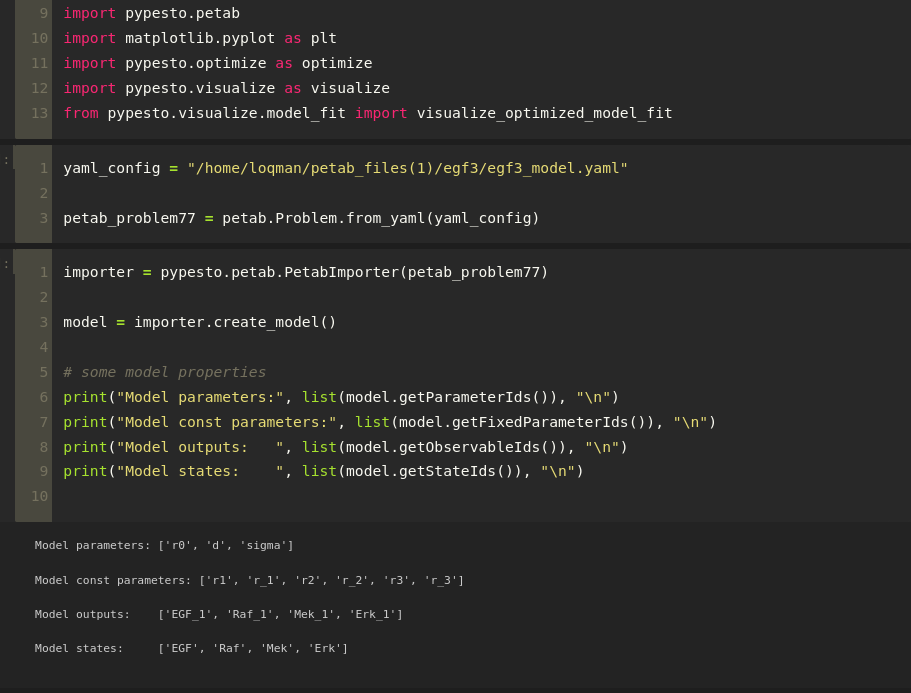 9 import pypesto.petab
10 import matplotlib.pyplot as plt
11 import pypesto.optimize as optimize
12 import pypesto.visualize as visualize
13 from pypesto.visualize.model_fit import visualize_optimized_model_fit
:
1 yaml_config = "/home/loqman/petab_files(1)/egf3/egf3_model.yaml"
2
3 petab_problem77 = petab.Problem.from_yaml(yaml_config)
:
1 importer = pypesto.petab.PetabImporter(petab_problem77)
2
3 model = importer.create_model()
4
5 # some model properties
6 print("Model parameters:", list(model.getParameterIds()), "\n")
7 print("Model const parameters:", list(model.getFixedParameterIds()), "\n")
8 print("Model outputs:   ", list(model.getObservableIds()), "\n")
9 print("Model states:    ", list(model.getStateIds()), "\n")
10
Model parameters: ['r0', 'd', 'sigma']
Model const parameters: ['r1', 'r_1', 'r2', 'r_2', 'r3', 'r_3']
Model outputs:    ['EGF_1', 'Raf_1', 'Mek_1', 'Erk_1']
Model states:     ['EGF', 'Raf', 'Mek', 'Erk']